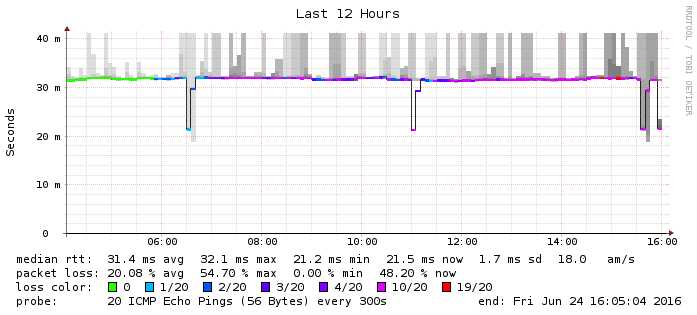 Last 12 Hours
RRDTOOL / TOBI OETIKER
Seconds
40 m
30 m
20 m
10 m
0
06:00 08:00 10:00 12:00 14:00 16:00
median rtt: 31.4 ms avg 32.1 ms max 21.2 ms min 21.5 ms now 1.7 ms sd 18.0 am/s
packet loss: 20.08 % avg 54.70 % max 0.00 % min 48.20 % now
loss color: 0 1/20 2/20 3/20 4/20 10/20 19/20
probe: 20 ICMP Echo Pings (56 Bytes) every 300s end: Fri Jun 24 16:05:04 2016